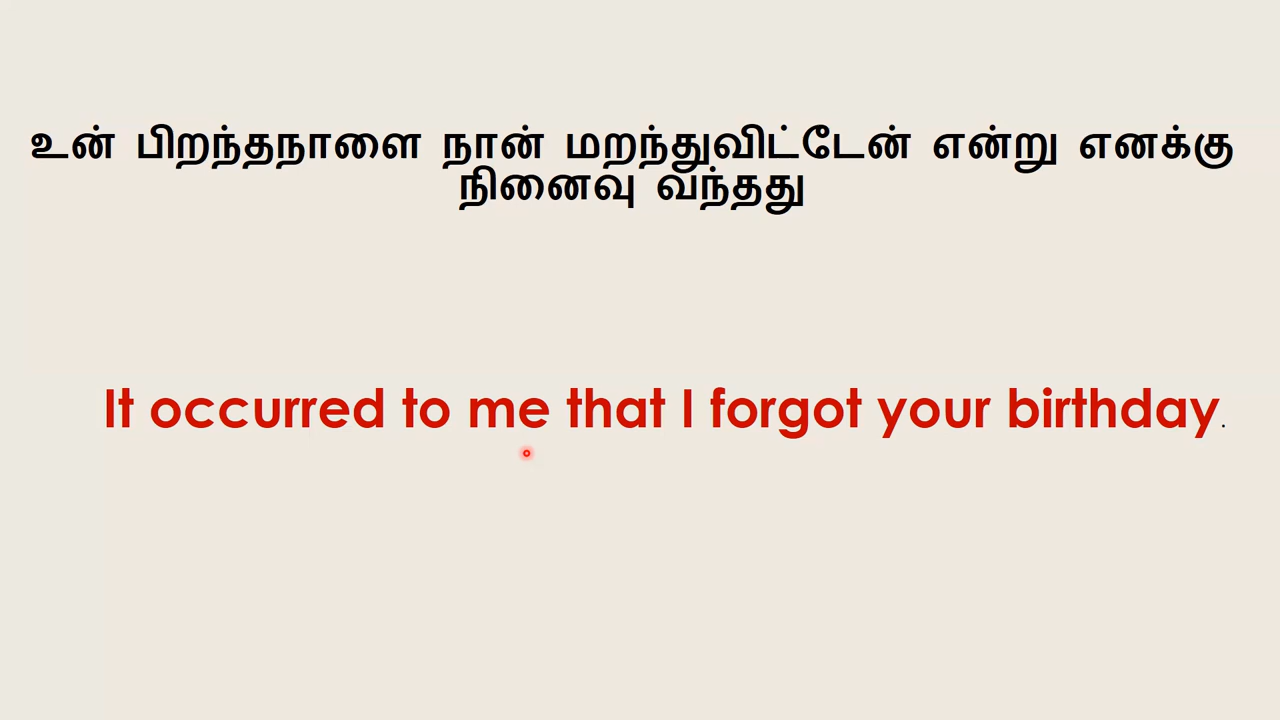 உன் பிறந்தநாளை நான் மறந்துவிட்டேன் என்று எனக்கு
நினைவு வந்தது
It occurred to me that I forgot your birthday.